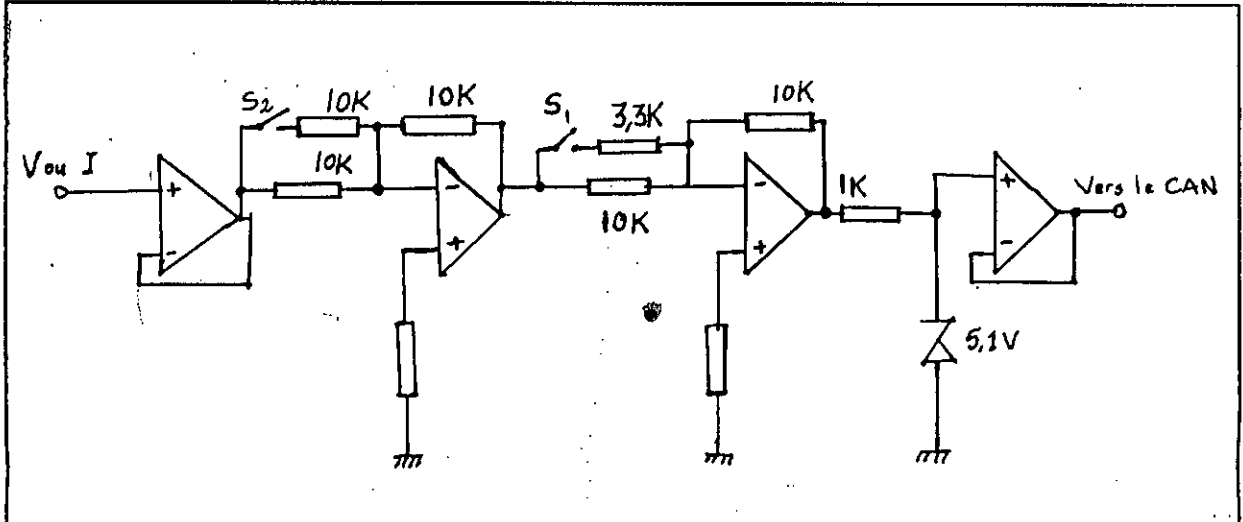 S2
10K
10K
S1
3,3K
10K
V ou I
+
-
10K
-
+
10K
-
+
1K
+
-
Vers le CAN
5,1V